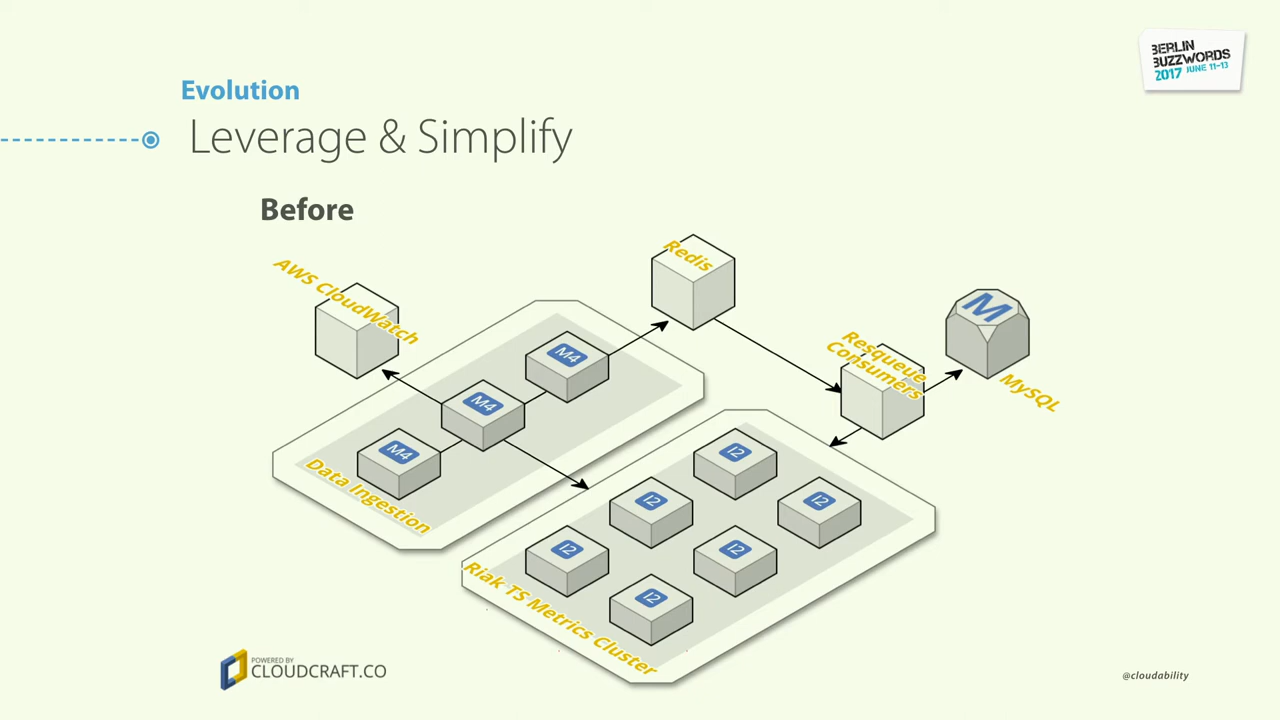 BERLIN
BUZZWORDS
2017 JUNE 11-13
Evolution
Leverage & Simplify
Before
Redis
AWS CloudWatch
M
Resqueue
Consumers
MySQL
M4
M4
M4
Data Ingestion
I2
I2
I2
I2
I2
I2
Riak TS Metrics Cluster
POWERED BY
CLOUDCRAFT.CO
@cloudability